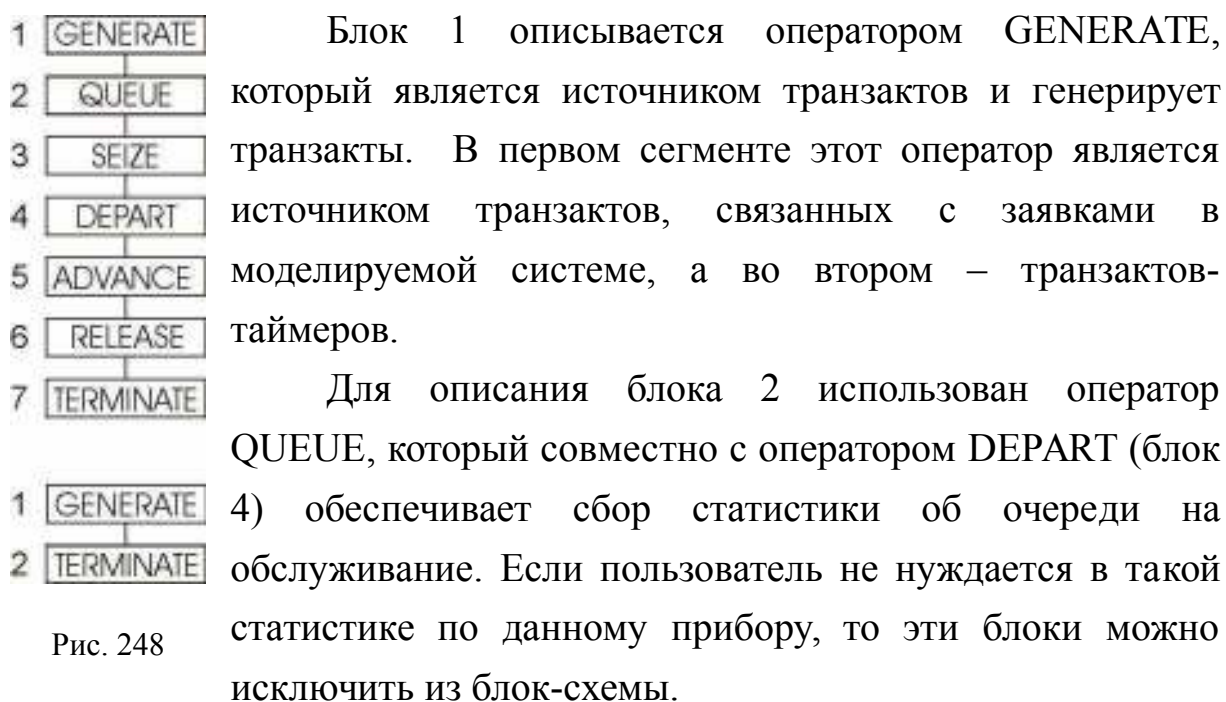 1 GENERATE
2 QUEUE
3 SEIZE
4 DEPART
5 ADVANCE
6 RELEASE
7 TERMINATE
1 GENERATE
2 TERMINATE
Рис. 248
Блок 1 описывается оператором GENERATE,
который является источником транзактов и генерирует
транзакты. В первом сегменте этот оператор является
источником транзактов, связанных с заявками в
моделируемой системе, а во втором – транзактов-
таймеров.
Для описания блока 2 использован оператор
QUEUE, который совместно с оператором DEPART (блок
4) обеспечивает сбор статистики об очереди на
обслуживание. Если пользователь не нуждается в такой
статистике по данному прибору, то эти блоки можно
исключить из блок-схемы.